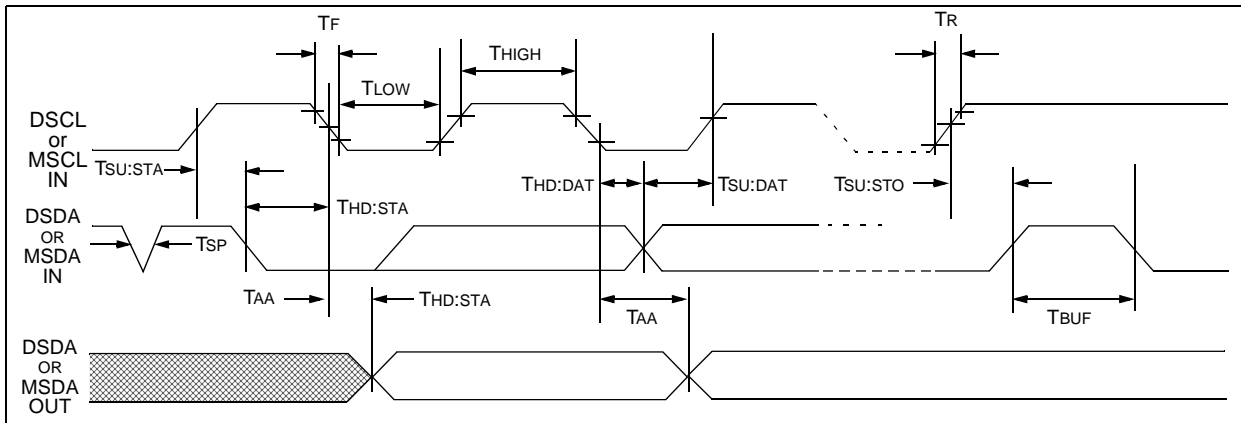 TF
TR
THIGH
TLOW
DSCL
or
MSCL
IN
TSU:STA
THD:STA
THD:DAT
TSU:DAT
TSU:STO
DSDA
OR
MSDA
IN
TSP
TAA
THD:STA
TAA
TBUF
DSDA
OR
MSDA
OUT